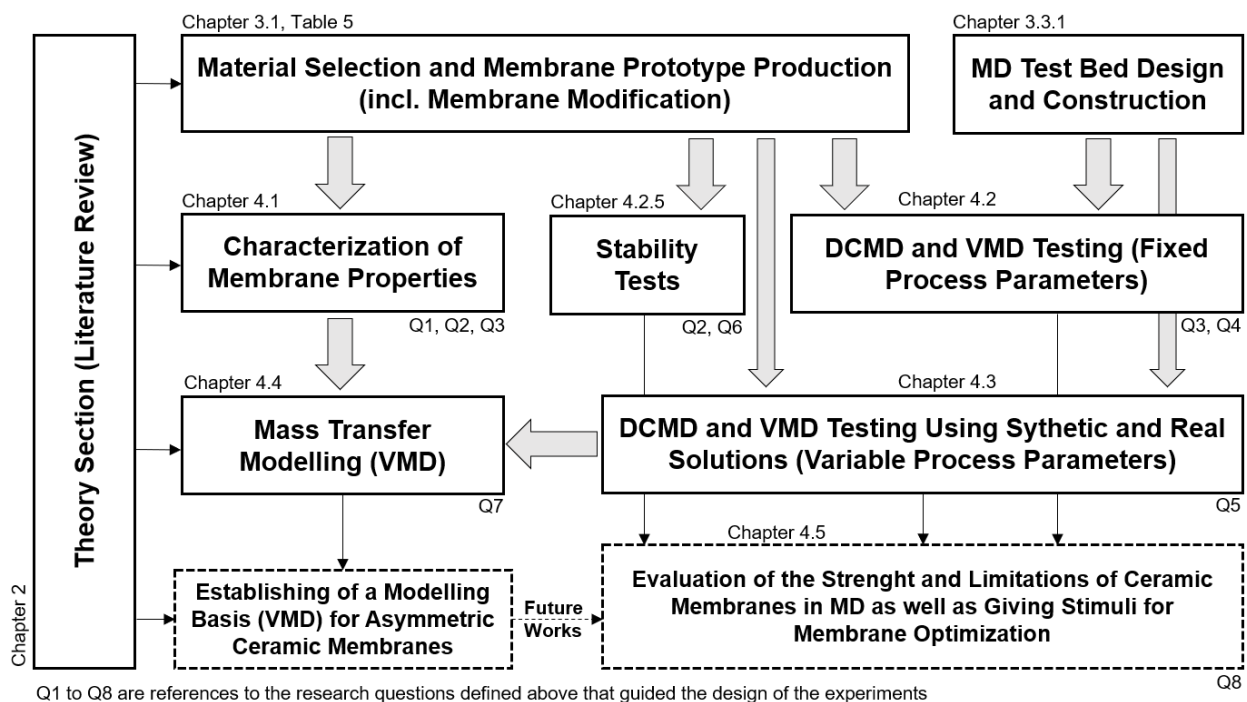 Chapter 3.1, Table 5
Material Selection and Membrane Prototype Production
(incl. Membrane Modification)
Chapter 3.3.1
MD Test Bed Design
and Construction
Theory Section (Literature Review)
Chapter 2
Chapter 4.1
Characterization of
Membrane Properties
Q1, Q2, Q3
Chapter 4.2.5
Stability
Tests
Q2, Q6
Chapter 4.2
DCMD and VMD Testing (Fixed
Process Parameters)
Q3, Q4
Chapter 4.4
Mass Transfer
Modelling (VMD)
Q7
Chapter 4.3
DCMD and VMD Testing Using Sythetic and Real
Solutions (Variable Process Parameters)
Q5
Establishing of a Modelling
Basis (VMD) for Asymmetric
Ceramic Membranes
Future
Works
Chapter 4.5
Evaluation of the Strenght and Limitations of Ceramic
Membranes in MD as well as Giving Stimuli for
Membrane Optimization
Q8
Q1 to Q8 are references to the research questions defined above that guided the design of the experiments